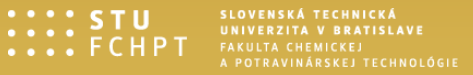 STU
FCHPT
SLOVENSKÁ TECHNICKÁ
UNIVERZITA V BRATISLAVE
FAKULTA CHEMICKEJ
A POTRAVINÁRSKEJ TECHNOLÓGIE